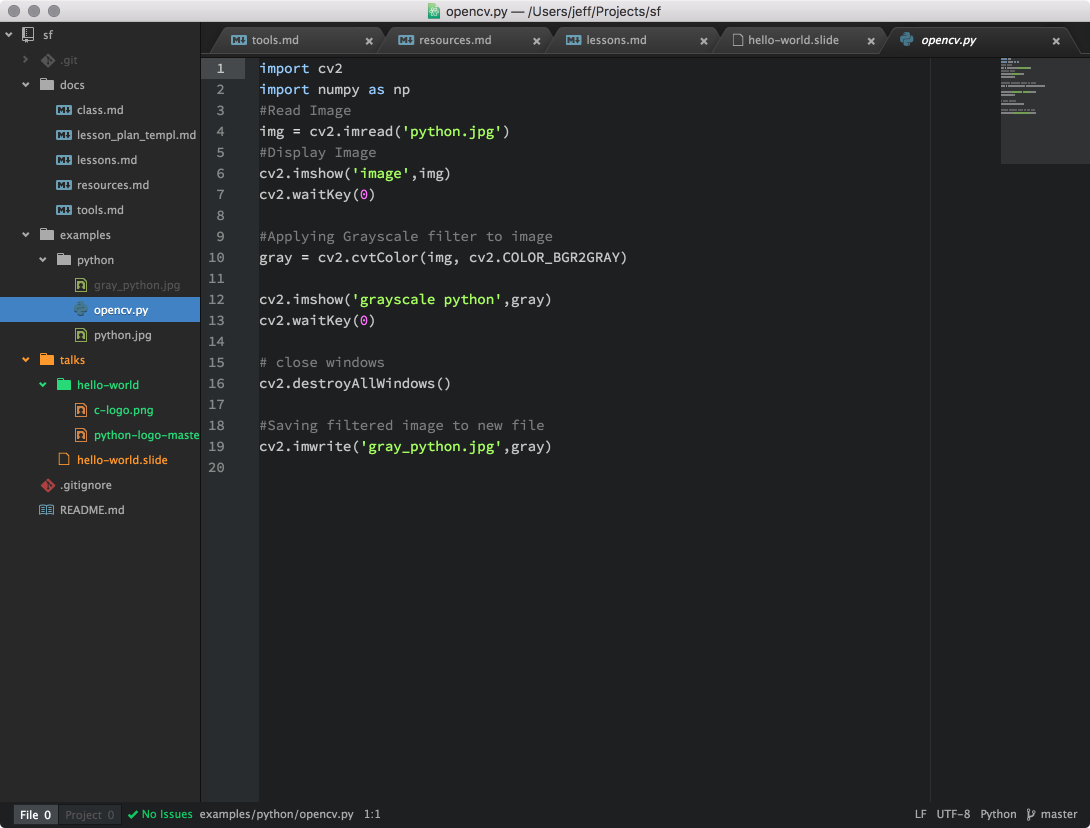 opencv.py — /Users/jeff/Projects/sf
sf
.git
docs
class.md
lesson_plan_templ.md
lessons.md
resources.md
tools.md
examples
python
gray_python.jpg
opencv.py
python.jpg
talks
hello-world
c-logo.png
python-logo-maste
hello-world.slide
.gitignore
README.md
tools.md resources.md lessons.md hello-world.slide opencv.py
1 import cv2
2 import numpy as np
3 #Read Image
4 img = cv2.imread('python.jpg')
5 #Display Image
6 cv2.imshow('image',img)
7 cv2.waitKey(0)
8
9 #Applying Grayscale filter to image
10 gray = cv2.cvtColor(img, cv2.COLOR_BGR2GRAY)
11
12 cv2.imshow('grayscale python',gray)
13 cv2.waitKey(0)
14
15 # close windows
16 cv2.destroyAllWindows()
17
18 #Saving filtered image to new file
19 cv2.imwrite('gray_python.jpg',gray)
20
File 0 Project 0 No Issues examples/python/opencv.py 1:1 LF UTF-8 Python master